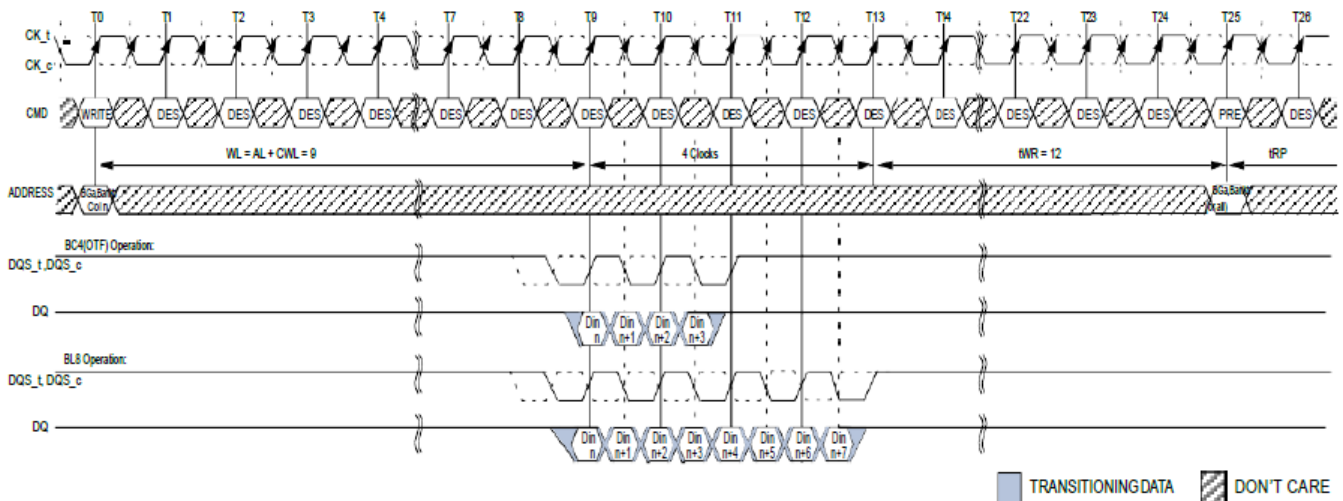 T0 T1 T2 T3 T4 T7 T8 T9 T10 T11 T12 T13 T14 T22 T23 T24 T25 T26
CK_t
CK_c
CMD WRITE DES DES DES DES DES DES DES DES DES DES DES DES DES DES DES PRE DES
WL = AL + CWL = 9 4 Clocks tWR = 12 tRP
ADDRESS BGa,Bank
Col n
BC4(OTF) Operation:
DQS_t,DQS_c
DQ Din n Din n+1 Din n+2 Din n+3
BL8 Operation:
DQS_t, DQS_c
DQ Din n Din n+1 Din n+2 Din n+3 Din n+4 Din n+5 Din n+6 Din n+7
TRANSITIONING DATA DON'T CARE